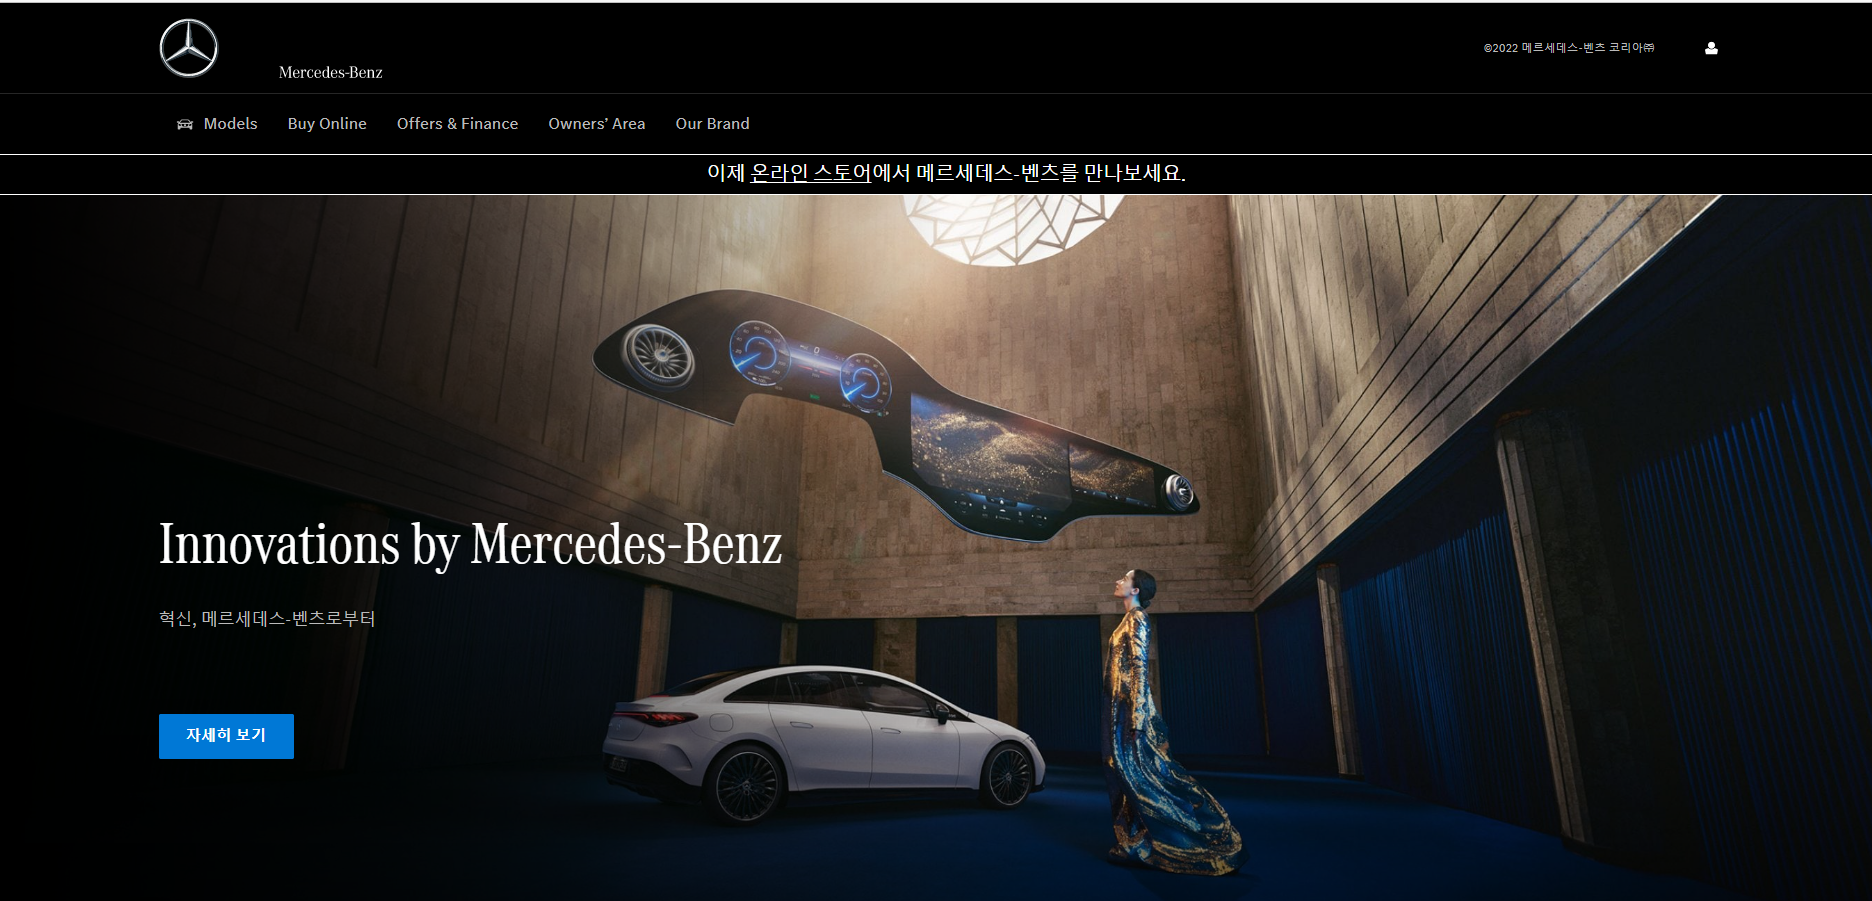 Mercedes-Benz
©2022 메르세데스-벤츠 코리아㈜
Models Buy Online Offers & Finance Owners’ Area Our Brand
이제 온라인 스토어에서 메르세데스-벤츠를 만나보세요.
Innovations by Mercedes-Benz
혁신, 메르세데스-벤츠로부터
자세히 보기